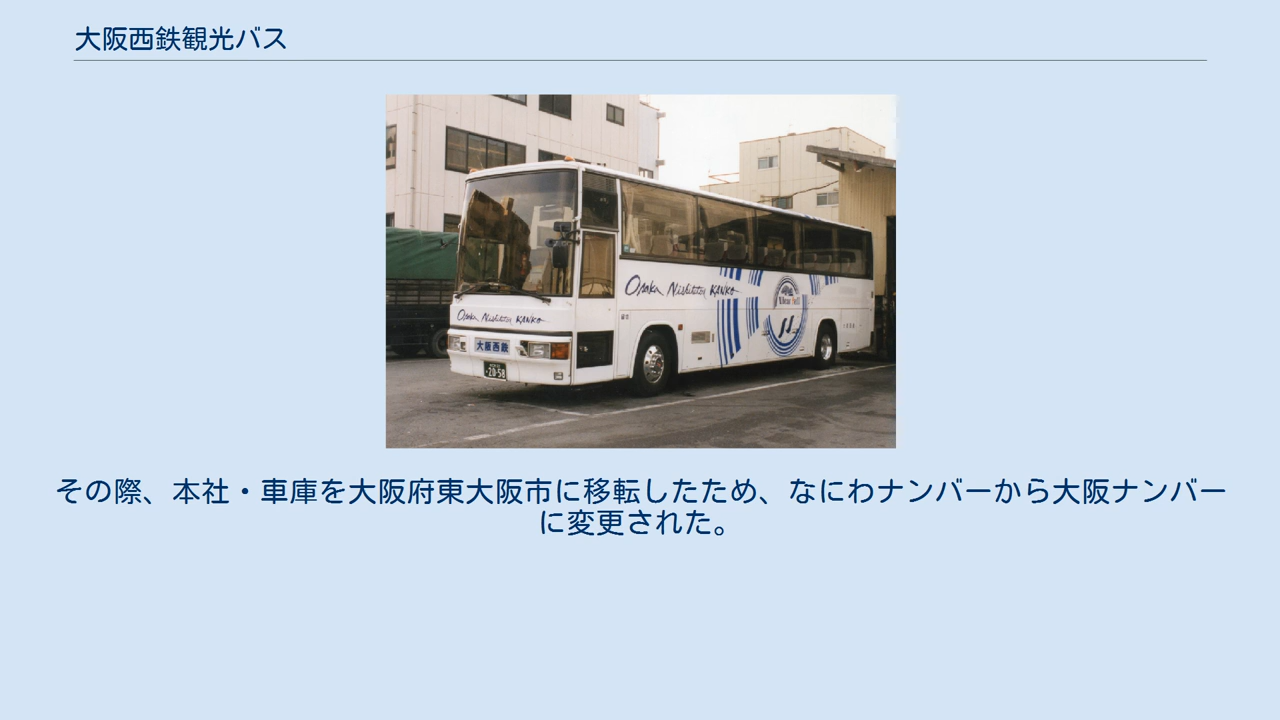 大阪西鉄観光バス
Osaka Nishitetsu KANKO
Osaka Nishitetsu KANKO
大阪西鉄
20-58
その際、本社・車庫を大阪府東大阪市に移転したため、なにわナンバーから大阪ナンバー
に変更された。